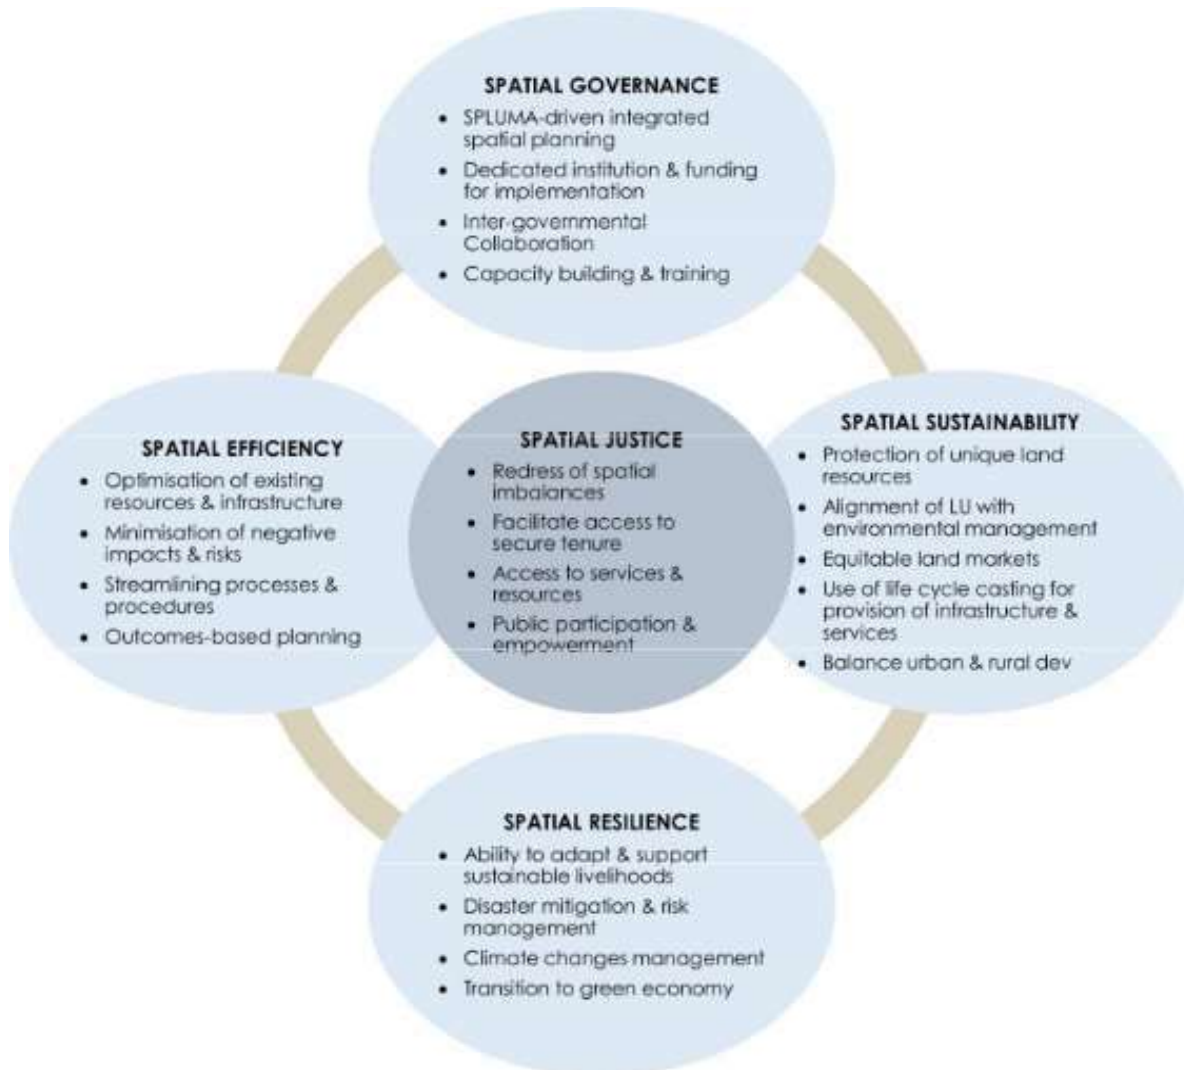 SPATIAL GOVERNANCE
• SPLUMA-driven integrated
spatial planning
• Dedicated institution & funding
for implementation
• Inter-governmental
Collaboration
• Capacity building & training
SPATIAL EFFICIENCY
• Optimisation of existing
resources & infrastructure
• Minimisation of negative
impacts & risks
• Streamlining processes &
procedures
• Outcomes-based planning
SPATIAL JUSTICE
• Redress of spatial
imbalances
• Facilitate access to
secure tenure
• Access to services &
resources
• Public participation &
empowerment
SPATIAL SUSTAINABILITY
• Protection of unique land
resources
• Alignment of LU with
environmental management
• Equitable land markets
• Use of life cycle casting for
provision of infrastructure &
services
• Balance urban & rural dev
SPATIAL RESILIENCE
• Ability to adapt & support
sustainable livelihoods
• Disaster mitigation & risk
management
• Climate changes management
• Transition to green economy